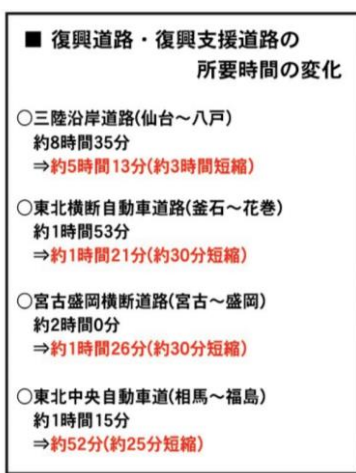 ■ 復興道路・復興支援道路の
所要時間の変化
○三陸沿岸道路(仙台～八戸)
約8時間35分
⇒約5時間13分(約3時間短縮)
○東北横断自動車道路(釜石～花巻)
約1時間53分
⇒約1時間21分(約30分短縮)
○宮古盛岡横断道路(宮古～盛岡)
約2時間0分
⇒約1時間26分(約30分短縮)
○東北中央自動車道(相馬～福島)
約1時間15分
⇒約52分(約25分短縮)